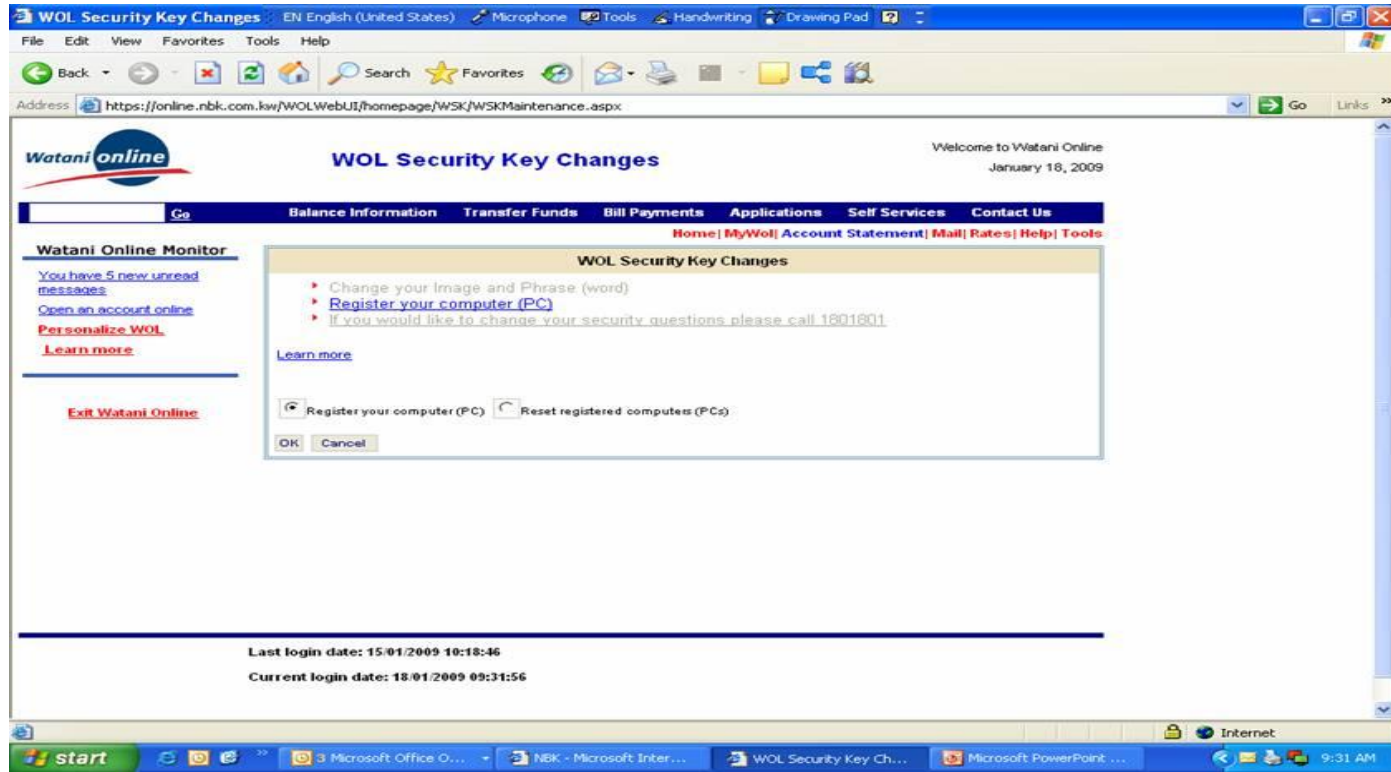 WOL Security Key Changes EN English (United States) Microphone Tools Handwriting Drawing Pad
File Edit View Favorites Tools Help
Back Search Favorites
Address https://online.nbk.com.kw/WOLWebUI/homepage/WSK/WSKMaintenance.aspx Go Links »
Watani online
WOL Security Key Changes
Welcome to Watani Online
January 18, 2009
Go Balance Information Transfer Funds Bill Payments Applications Self Services Contact Us
Home| MyWol| Account Statement| Mail| Rates| Help| Tools
Watani Online Monitor
You have 5 new unread
messages
Open an account online
Personalize WOL
Learn more
Exit Watani Online
WOL Security Key Changes
Change your Image and Phrase (word)
Register your computer (PC)
If you would like to change your security questions please call 1801801
Learn more
Register your computer (PC) Reset registered computers (PCs)
OK Cancel
Last login date: 15/01/2009 10:18:46
Current login date: 18/01/2009 09:31:56
Internet
start » 3 Microsoft Office O... NBK - Microsoft Inter... WOL Security Key Ch... Microsoft PowerPoint ... 9:31 AM